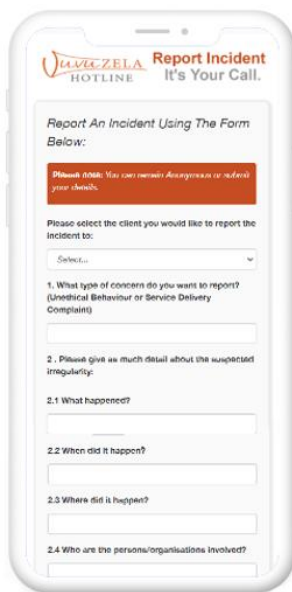 Vuvuzela Report Incident
HOTLINE It's Your Call.
Report An Incident Using The Form
Below:
Please note: You can remain Anonymous or submit
your details.
Please select the client you would like to report the
incident to:
Select...
1. What type of concern do you want to report?
(Unethical Behaviour or Service Delivery
Complaint)
2 . Please give as much detail about the suspected
irregularity:
2.1 What happened?
2.2 When did it happen?
2.3 Where did it happen?
2.4 Who are the persons/organisations involved?